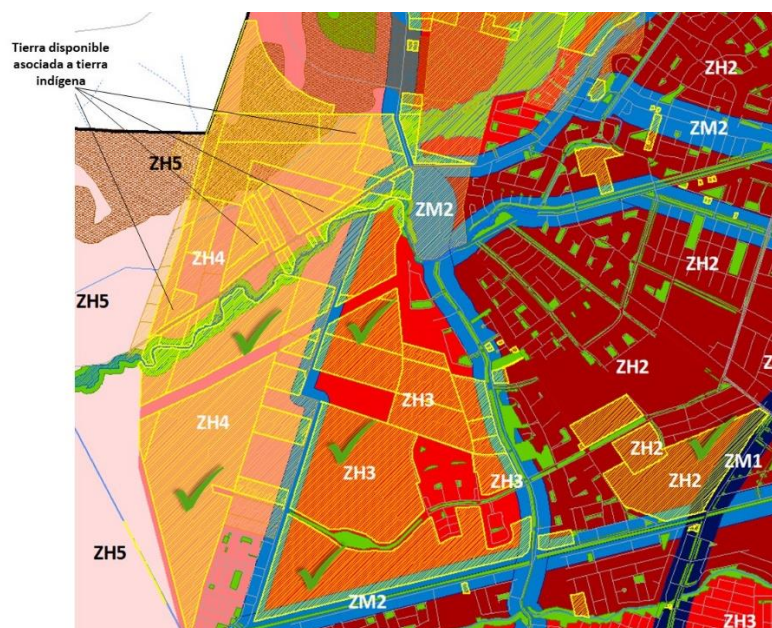 Tierra disponible
asociada a tierra
indígena
ZH2
ZM2
ZH5
ZM2
ZH4
ZH2
ZH5
ZH2
ZH3
ZH4
ZH3
ZH2
ZH2
ZM1
ZH3
ZH5
ZM2
ZH3